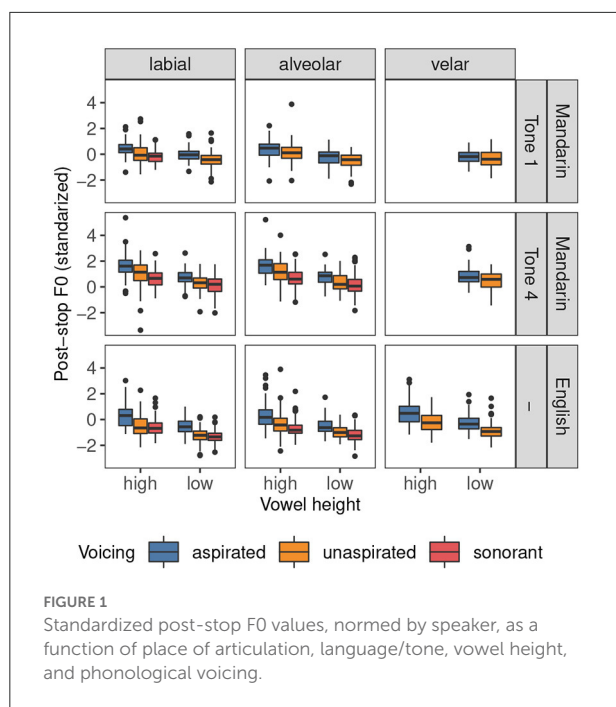 labial
alveolar
velar
4
2
0
−2
Mandarin
Tone 1
4
2
0
−2
Mandarin
Tone 4
4
2
0
−2
English
–
Post−stop F0 (standarized)
high
low
high
low
high
low
Vowel height
Voicing
aspirated
unaspirated
sonorant
FIGURE 1
Standardized post-stop F0 values, normed by speaker, as a
function of place of articulation, language/tone, vowel height,
and phonological voicing.